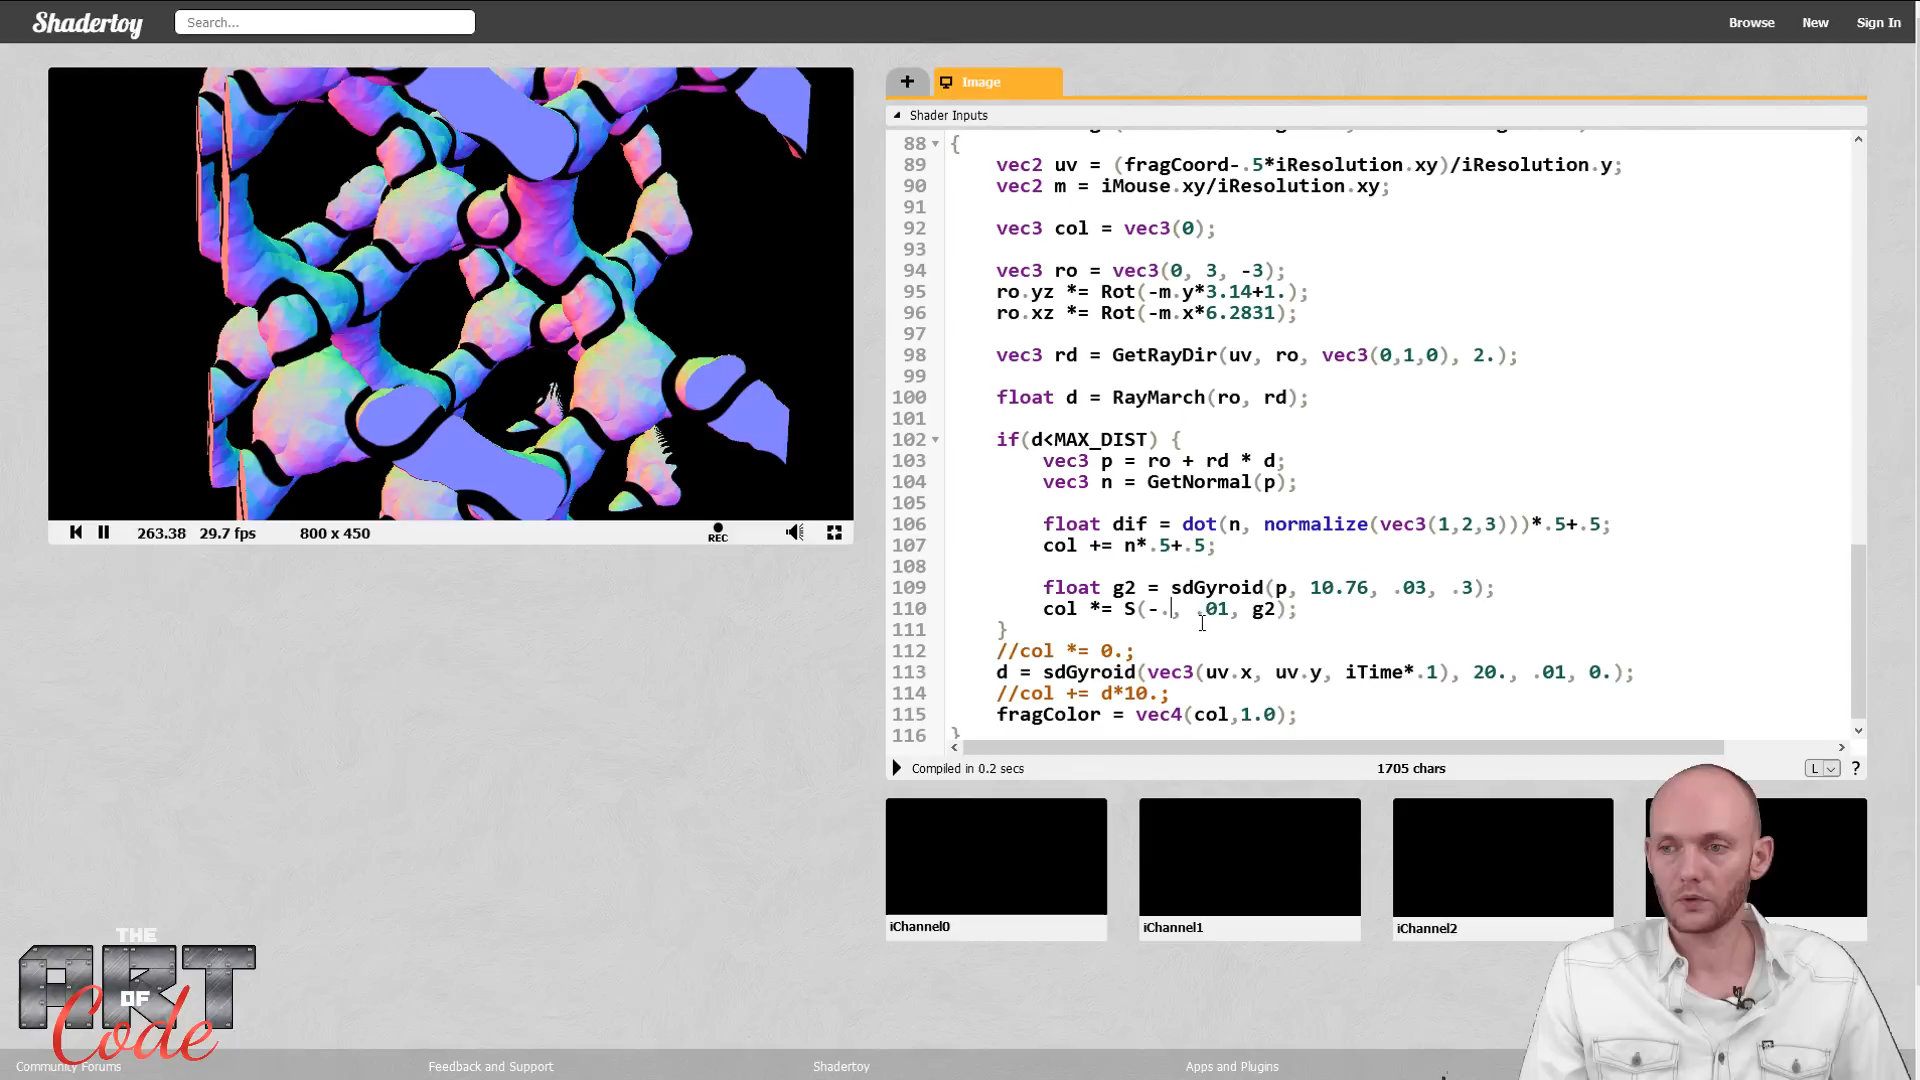 Shadertoy
Search...
Browse
New
Sign In
+
Image
Shader Inputs
88 {
89 vec2 uv = (fragCoord-.5*iResolution.xy)/iResolution.y;
90 vec2 m = iMouse.xy/iResolution.xy;
91
92 vec3 col = vec3(0);
93
94 vec3 ro = vec3(0, 3, -3);
95 ro.yz *= Rot(-m.y*3.14+1.);
96 ro.xz *= Rot(-m.x*6.2831);
97
98 vec3 rd = GetRayDir(uv, ro, vec3(0,1,0), 2.);
99
100 float d = RayMarch(ro, rd);
101
102 if(d<MAX_DIST) {
103 vec3 p = ro + rd * d;
104 vec3 n = GetNormal(p);
105
106 float dif = dot(n, normalize(vec3(1,2,3)))*.5+.5;
107 col += n*.5+.5;
108
109 float g2 = sdGyroid(p, 10.76, .03, .3);
110 col *= S(-., .01, g2);
111 }
112 //col *= 0.;
113 d = sdGyroid(vec3(uv.x, uv.y, iTime*.1), 20., .01, 0.);
114 //col += d*10.;
115 fragColor = vec4(col,1.0);
116 }
263.38
29.7 fps
800 x 450
REC
Compiled in 0.2 secs
1705 chars
L
?
iChannel0
iChannel1
iChannel2
THE
ART
OF
Code
Community Forums
Feedback and Support
Shadertoy
Apps and Plugins